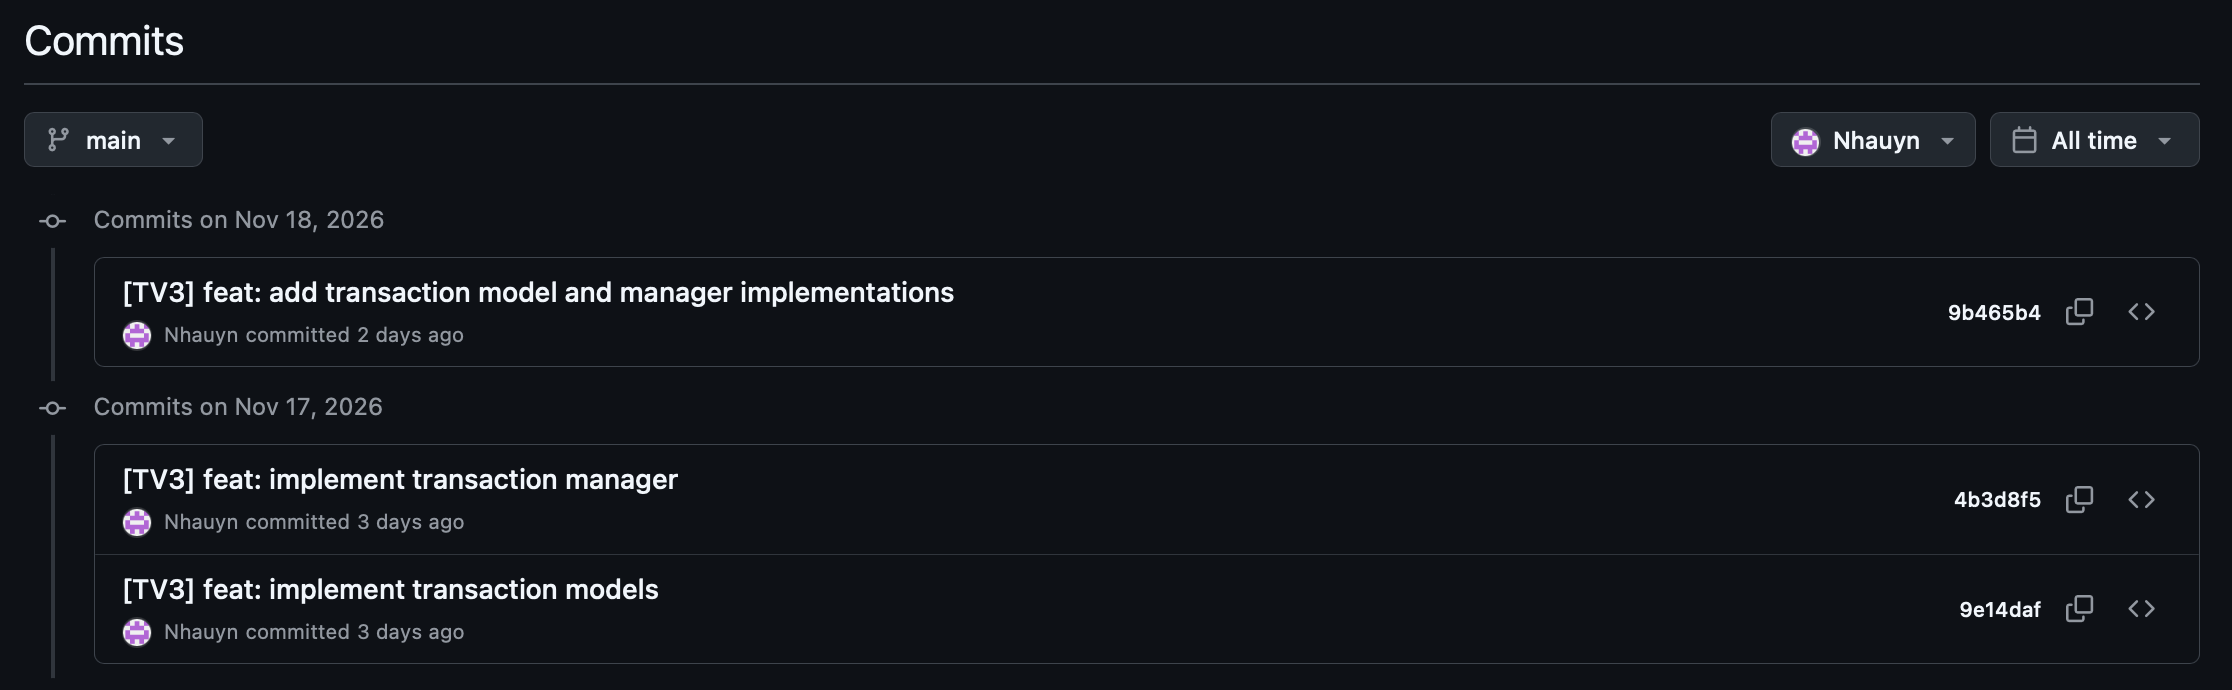 Commits
main
Nhauyn
All time
Commits on Nov 18, 2026
[TV3] feat: add transaction model and manager implementations
9b465b4
Nhauyn committed 2 days ago
Commits on Nov 17, 2026
[TV3] feat: implement transaction manager
4b3d8f5
Nhauyn committed 3 days ago
[TV3] feat: implement transaction models
9e14daf
Nhauyn committed 3 days ago